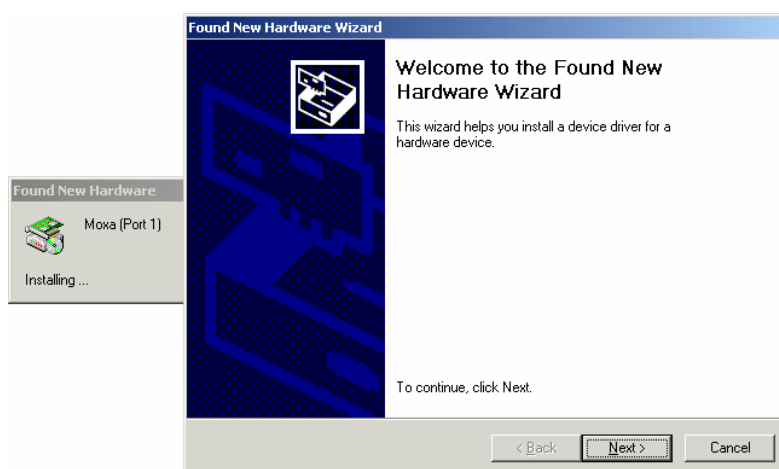 Found New Hardware Wizard
Welcome to the Found New
Hardware Wizard
This wizard helps you install a device driver for a
hardware device.
Found New Hardware
Moxa (Port 1)
Installing ...
To continue, click Next.
< Back
Next >
Cancel